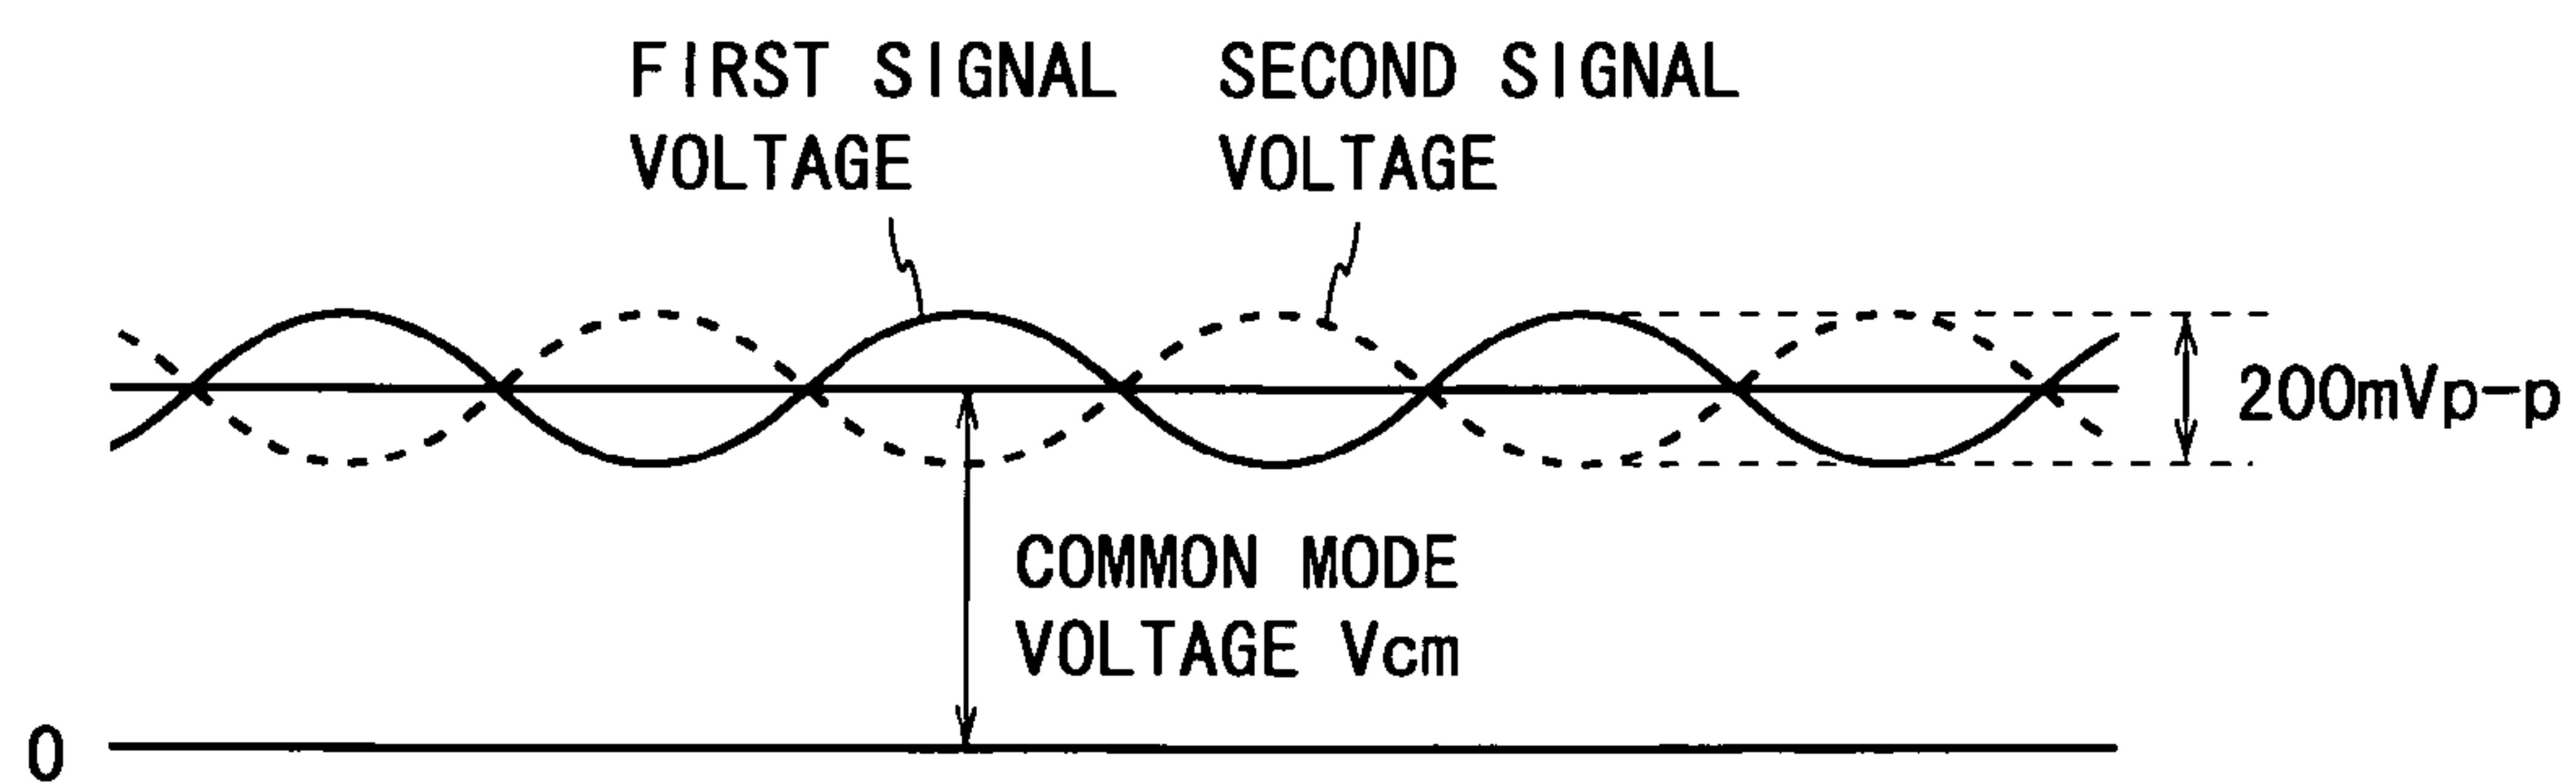 FIRST SIGNAL
VOLTAGE
SECOND SIGNAL
VOLTAGE
200mVp-p
COMMON MODE
VOLTAGE Vcm
0